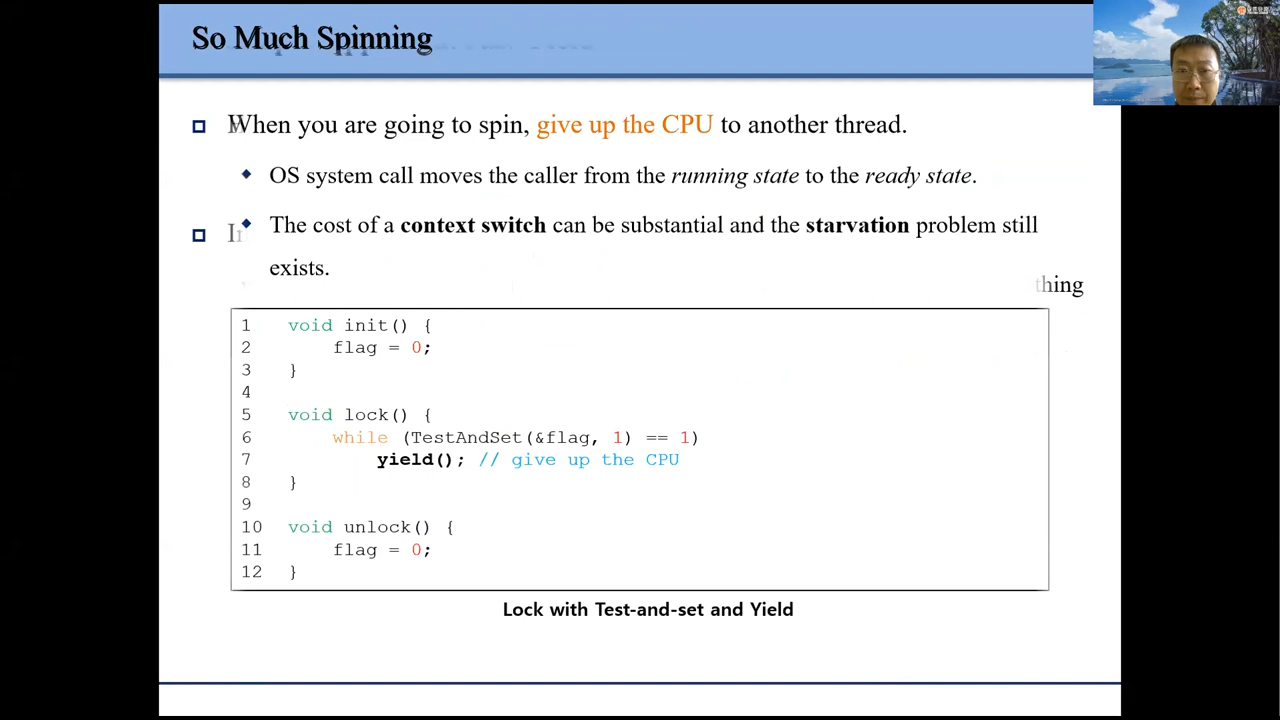 So Much Spinning
When you are going to spin, give up the CPU to another thread.
OS system call moves the caller from the running state to the ready state.
The cost of a context switch can be substantial and the starvation problem still
exists.
thing
1 void init() {
2 flag = 0;
3 }
4
5 void lock() {
6 while (TestAndSet(&flag, 1) == 1)
7 yield(); // give up the CPU
8 }
9
10 void unlock() {
11 flag = 0;
12 }
Lock with Test-and-set and Yield